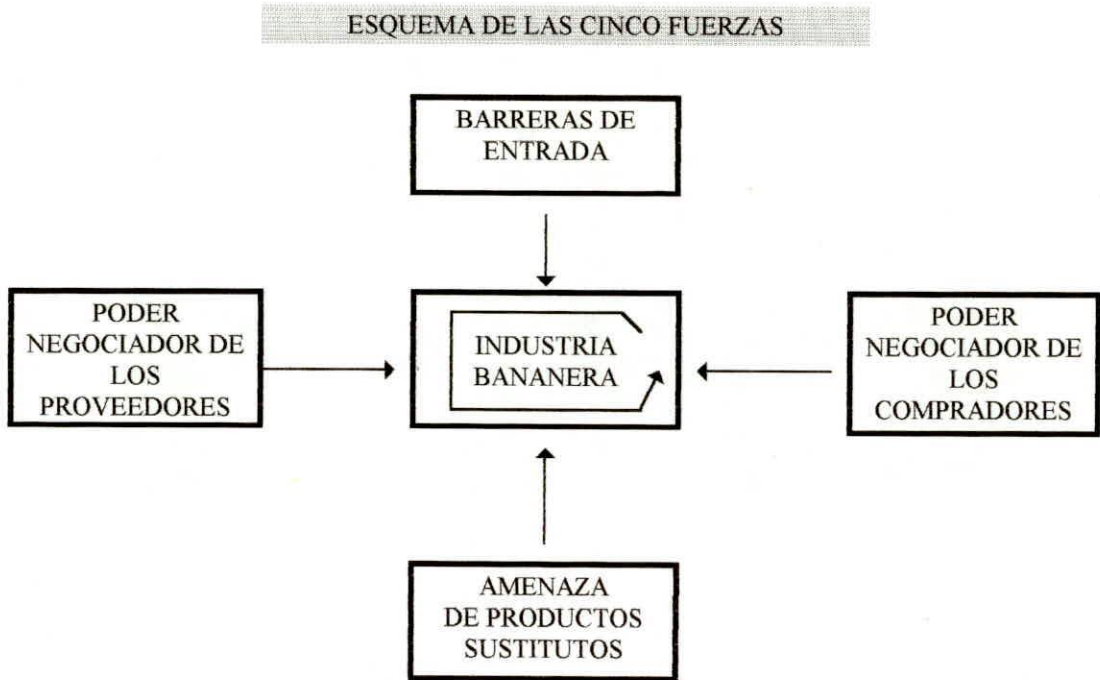 ESQUEMA DE LAS CINCO FUERZAS
BARRERAS DE
ENTRADA
PODER
NEGOCIADOR DE
LOS
PROVEEDORES
INDUSTRIA
BANANERA
PODER
NEGOCIADOR DE
LOS
COMPRADORES
AMENAZA
DE PRODUCTOS
SUSTITUTOS